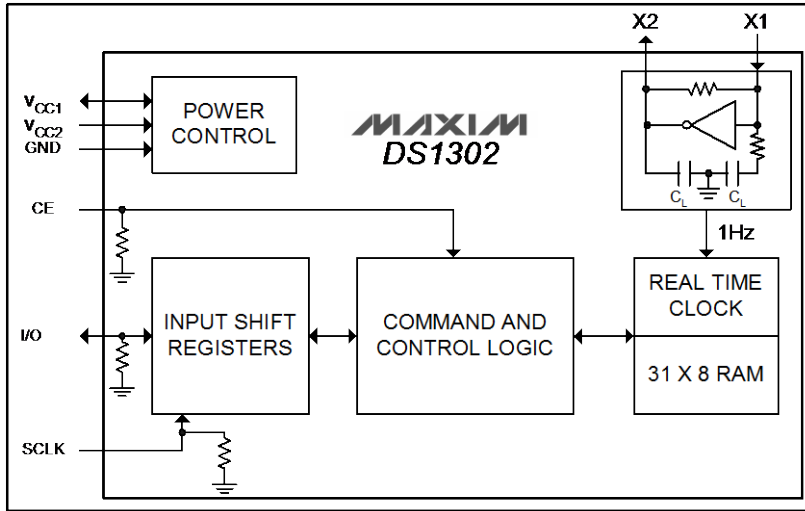 X2
X1
VCC1
VCC2
GND
POWER
CONTROL
MAXIM
DS1302
CL
CL
CE
1Hz
I/O
INPUT SHIFT
REGISTERS
COMMAND AND
CONTROL LOGIC
REAL TIME
CLOCK
31 X 8 RAM
SCLK